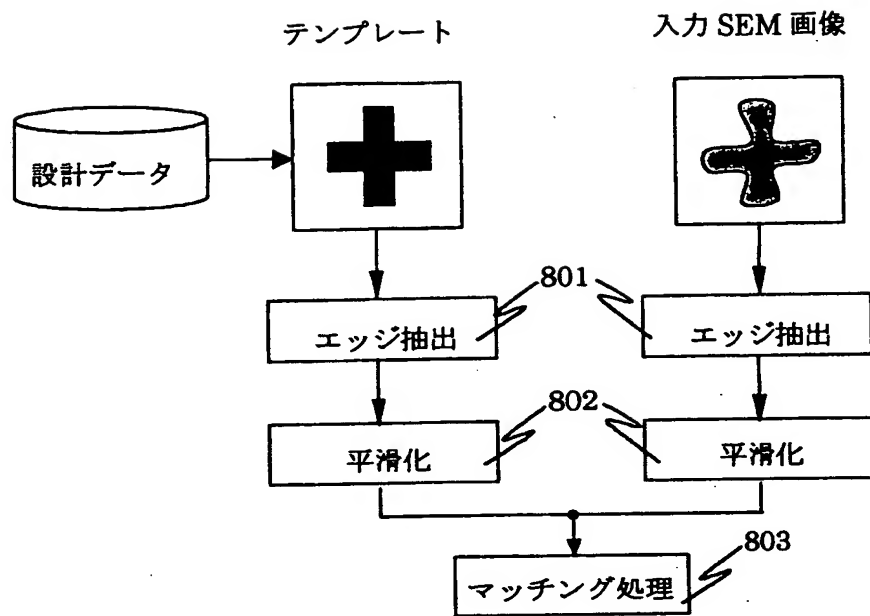 テンプレート
入力 SEM 画像
設計データ
801
エッジ抽出
エッジ抽出
802
平滑化
平滑化
803
マッチング処理